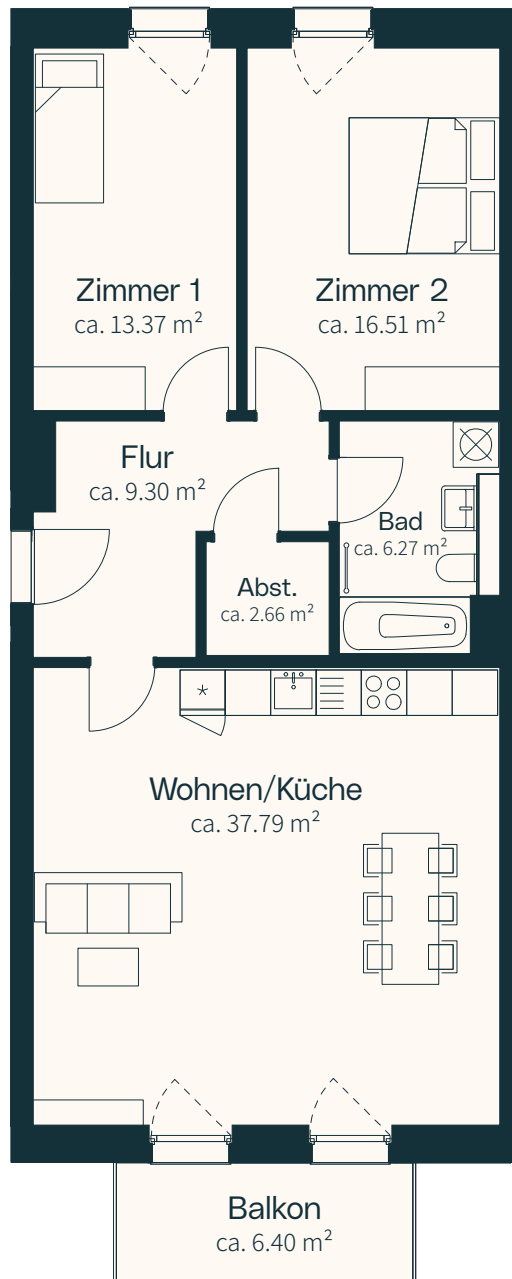 Zimmer 1
ca. 13.37 m²
Zimmer 2
ca. 16.51 m²
Flur
ca. 9.30 m²
Bad
ca. 6.27 m²
Abst.
ca. 2.66 m²
*
Wohnen/Küche
ca. 37.79 m²
Balkon
ca. 6.40 m²